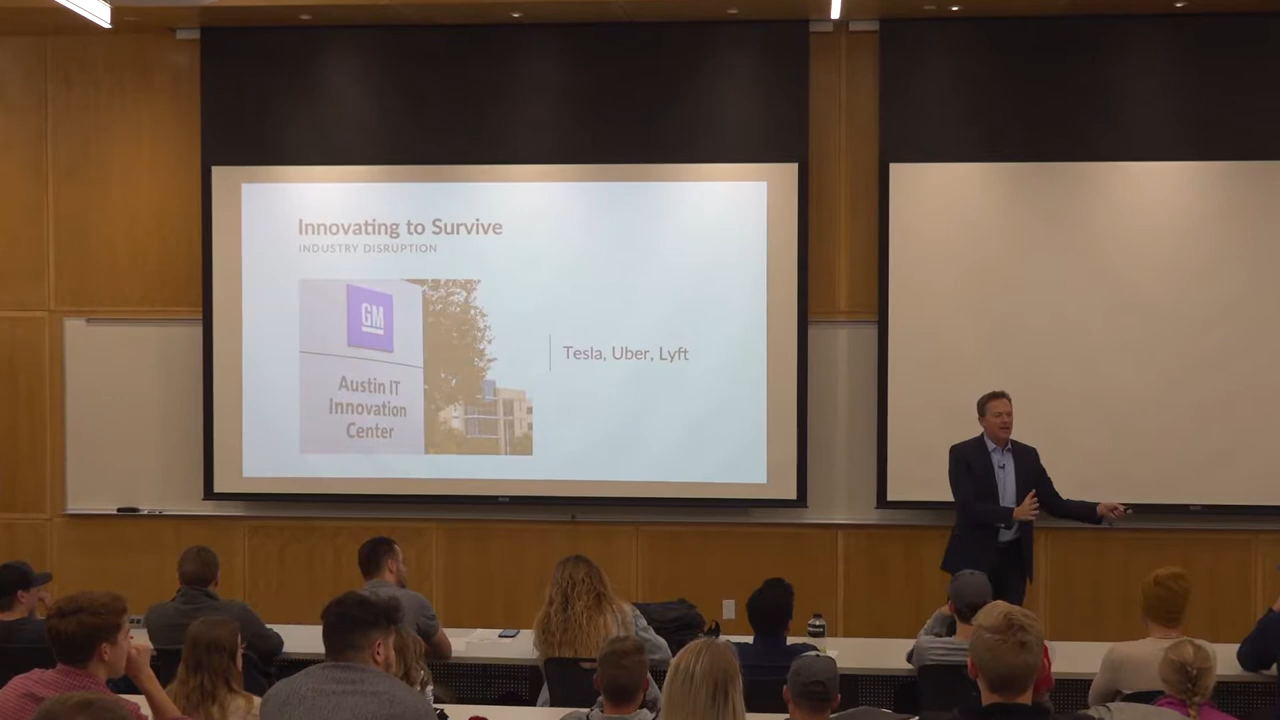 Innovating to Survive
INDUSTRY DISRUPTION
GM
Austin IT
Innovation
Center
Tesla, Uber, Lyft